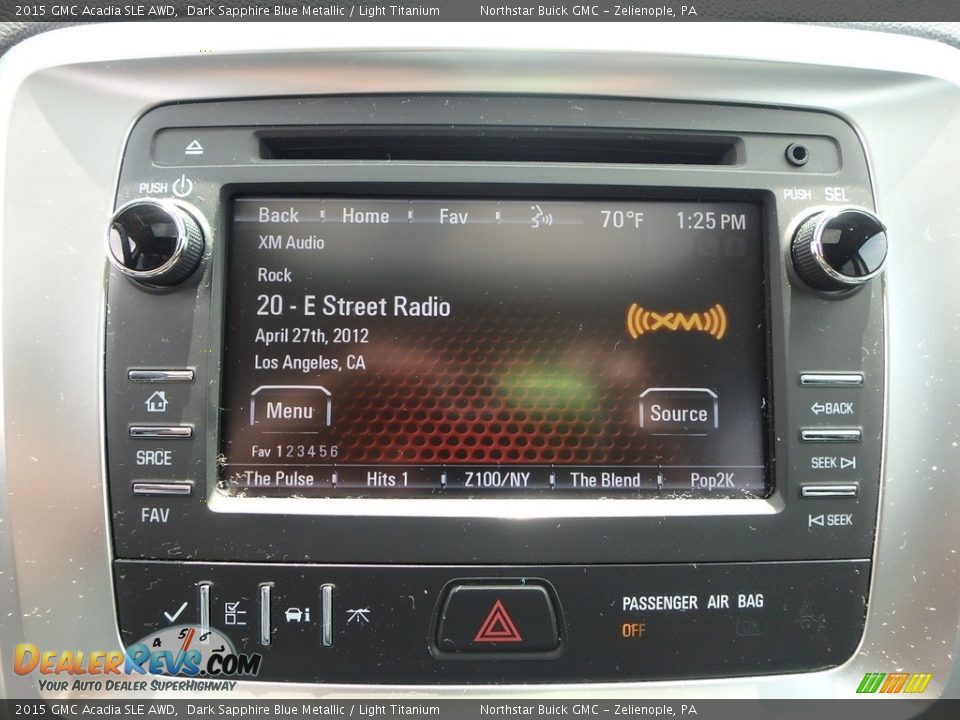 2015 GMC Acadia SLE AWD, Dark Sapphire Blue Metallic / Light Titanium Northstar Buick GMC - Zelienople, PA
PUSH
PUSH SEL
Back Home Fav 70°F 1:25 PM
XM Audio
Rock
20 - E Street Radio
April 27th, 2012
Los Angeles, CA
XM
Menu
Source
Fav 1 2 3 4 5 6
The Pulse Hits 1 Z100/NY The Blend Pop2K
SRCE
FAV
BACK
SEEK
SEEK
PASSENGER AIR BAG
OFF
4 5 6
DealerRevs.com
Your Auto Dealer SuperHighway
2015 GMC Acadia SLE AWD, Dark Sapphire Blue Metallic / Light Titanium Northstar Buick GMC - Zelienople, PA